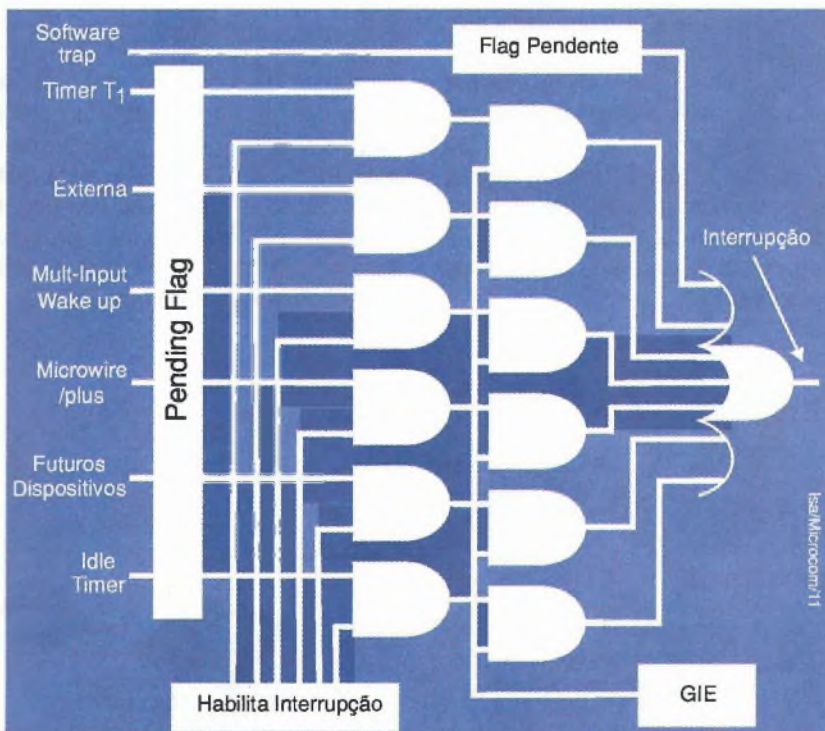 Software
trap
Flag Pendente
Timer T1
Externa
Interrupção
Mult-Input
Wake up
Pending Flag
Microwire
/plus
Futuros
Dispositivos
Idle
Timer
Isa/Microcom/11
Habilita Interrupção
GIE